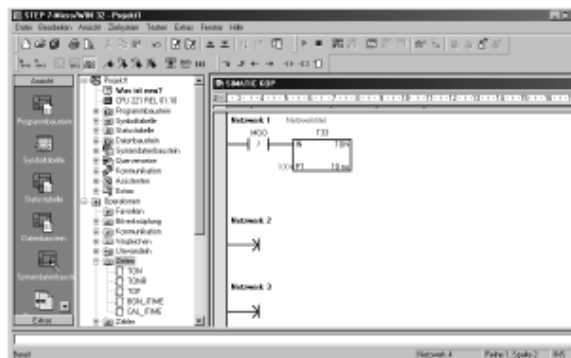 STEP 7-Micro/WIN 32 - Projekt1
Datei Bearbeiten Ansicht Zielsystem Testen Extras Fenster Hilfe
Ansicht
Programmbaustein
Symboltabelle
Statustabelle
Datenbaustein
Systemdatenbaustein
Extras
Projekt1
Was ist neu?
CPU 221 REL 01.10
Programmbaustein
Symboltabelle
Statustabelle
Datenbaustein
Systemdatenbaustein
Querverweise
Kommunikation
Assistenten
Extras
Operationen
Favoriten
Bitverknüpfung
Kommunikation
Vergleichen
Umwandeln
Zeiten
TON
TONR
TOF
BGN_ITIME
CAL_ITIME
Zähler
SIMATIC KOP
Netzwerk 1 Netzwerktitel
M0.0 T33
/ IN TON
100 PT 10 ms
Netzwerk 2
Netzwerk 3
Bereit Netzwerk 4 Reihe 1, Spalte 2 INS